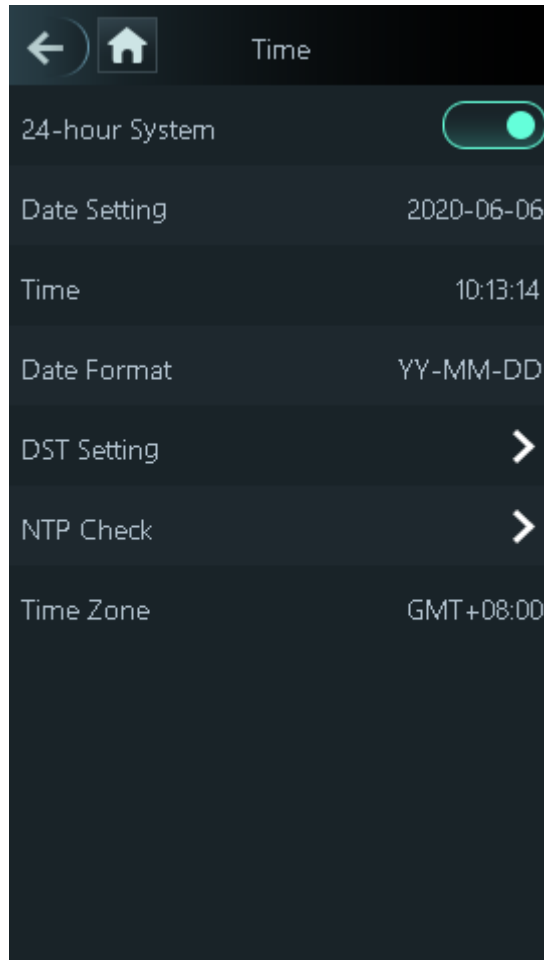 Time
24-hour System
Date Setting 2020-06-06
Time 10:13:14
Date Format YY-MM-DD
DST Setting
NTP Check
Time Zone GMT+08:00